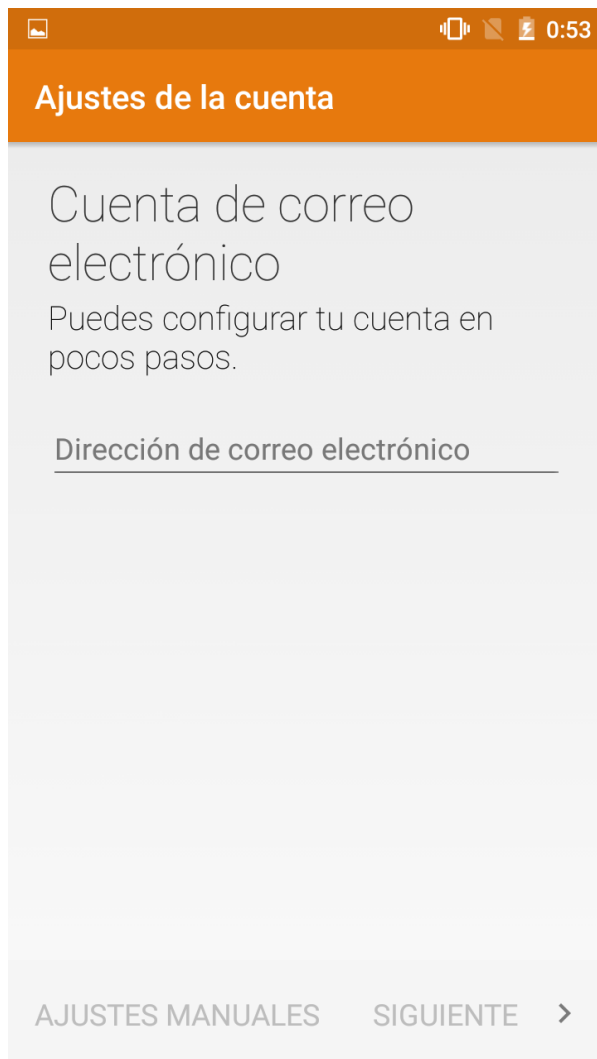 0:53
Ajustes de la cuenta
Cuenta de correo
electrónico
Puedes configurar tu cuenta en
pocos pasos.
Dirección de correo electrónico
AJUSTES MANUALES SIGUIENTE